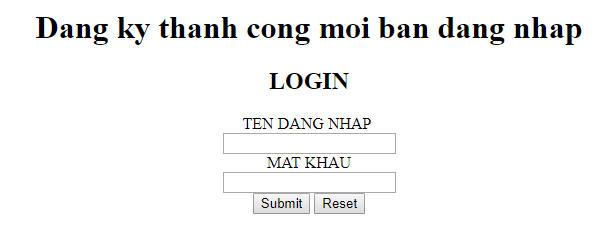 Dang ky thanh cong moi ban dang nhap
LOGIN
TEN DANG NHAP
MAT KHAU
Submit Reset